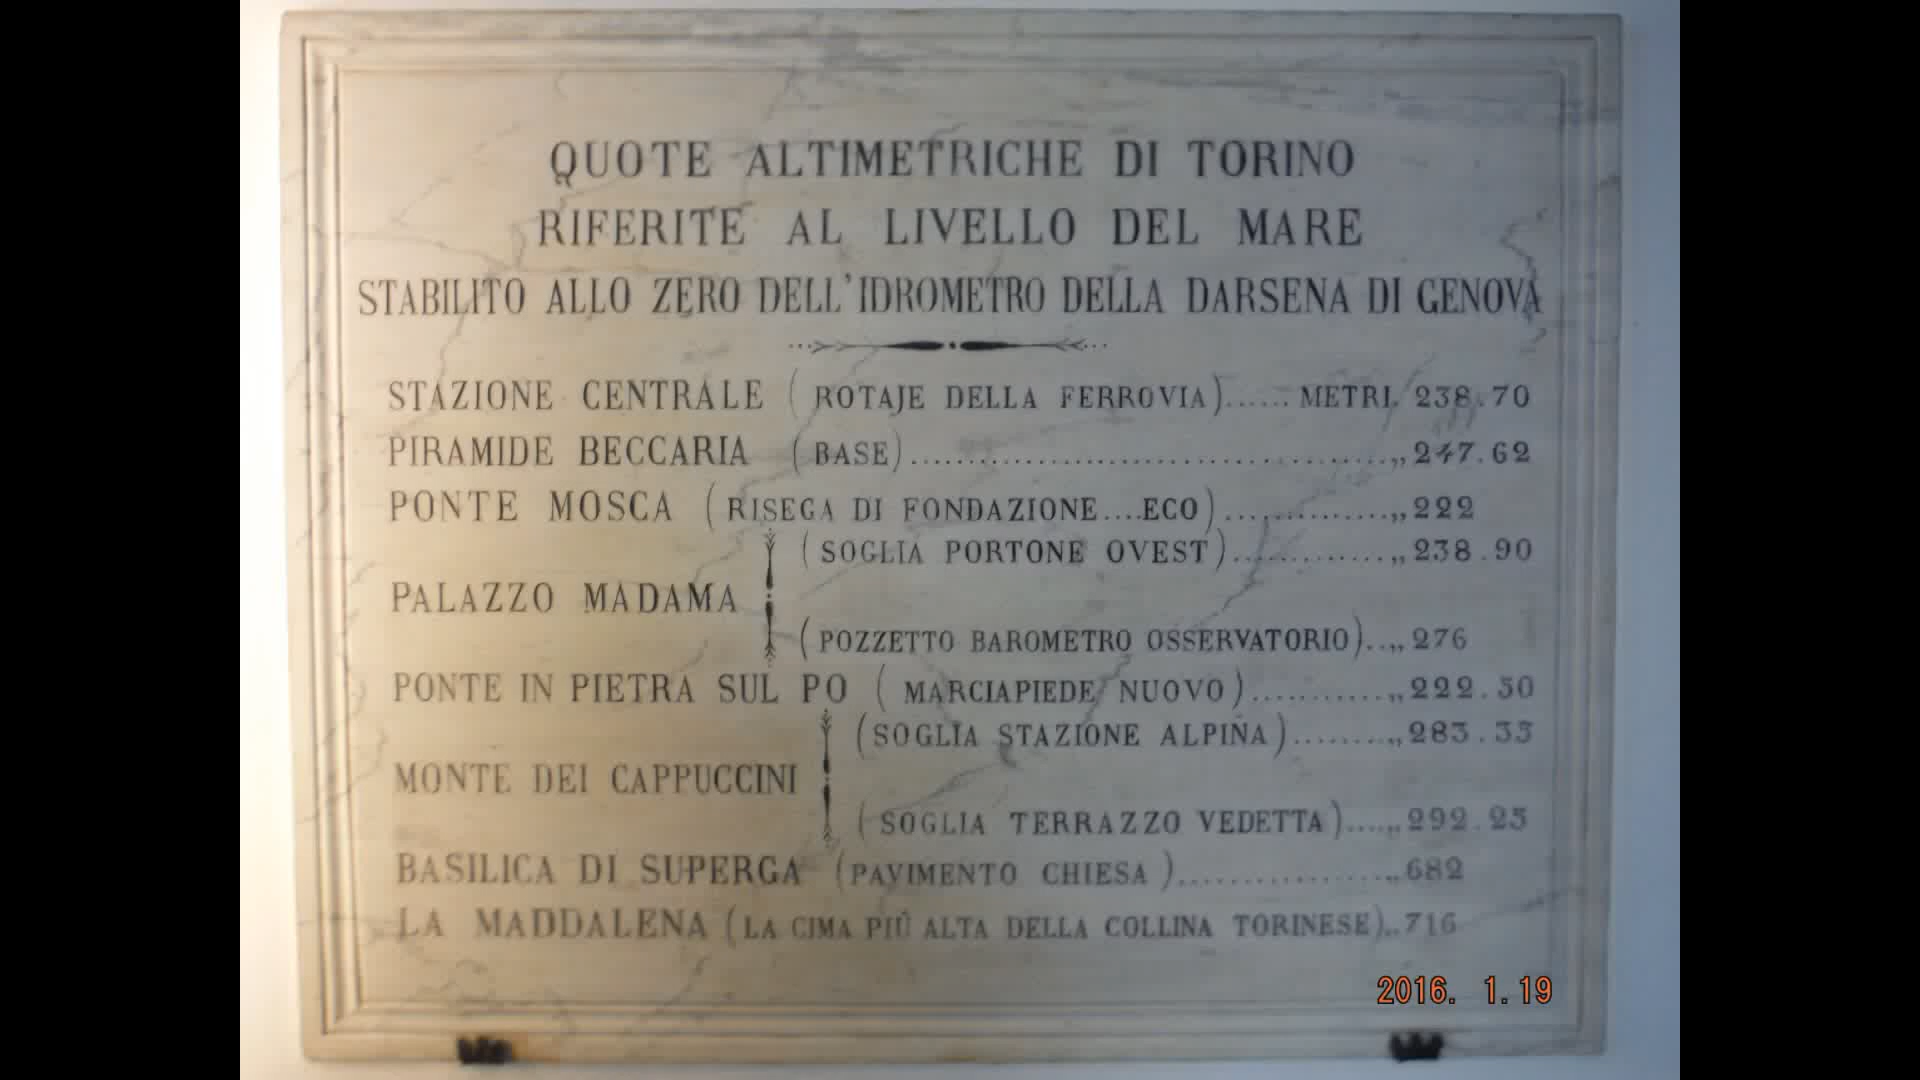 QUOTE ALTIMETRICHE DI TORINO
RIFERITE AL LIVELLO DEL MARE
STABILITO ALLO ZERO DELL'IDROMETRO DELLA DARSENA DI GENOVA
STAZIONE CENTRALE (ROTAJE DELLA FERROVIA)...... METRI. 238.70
PIRAMIDE BECCARIA (BASE)....................................,, 247.62
PONTE MOSCA (RISEGA DI FONDAZIONE....ECO)...............,, 222
(SOGLIA PORTONE OVEST)..............,, 238.90
PALAZZO MADAMA
(POZZETTO BAROMETRO OSSERVATORIO)..,, 276
PONTE IN PIETRA SUL PO (MARCIAPIEDE NUOVO)...........,, 222.50
(SOGLIA STAZIONE ALPINA).........,, 283.33
MONTE DEI CAPPUCCINI
(SOGLIA TERRAZZO VEDETTA)....,, 292.25
BASILICA DI SUPERGA (PAVIMENTO CHIESA)..................,, 682
LA MADDALENA (LA CIMA PIÙ ALTA DELLA COLLINA TORINESE).,, 716
2016. 1.19